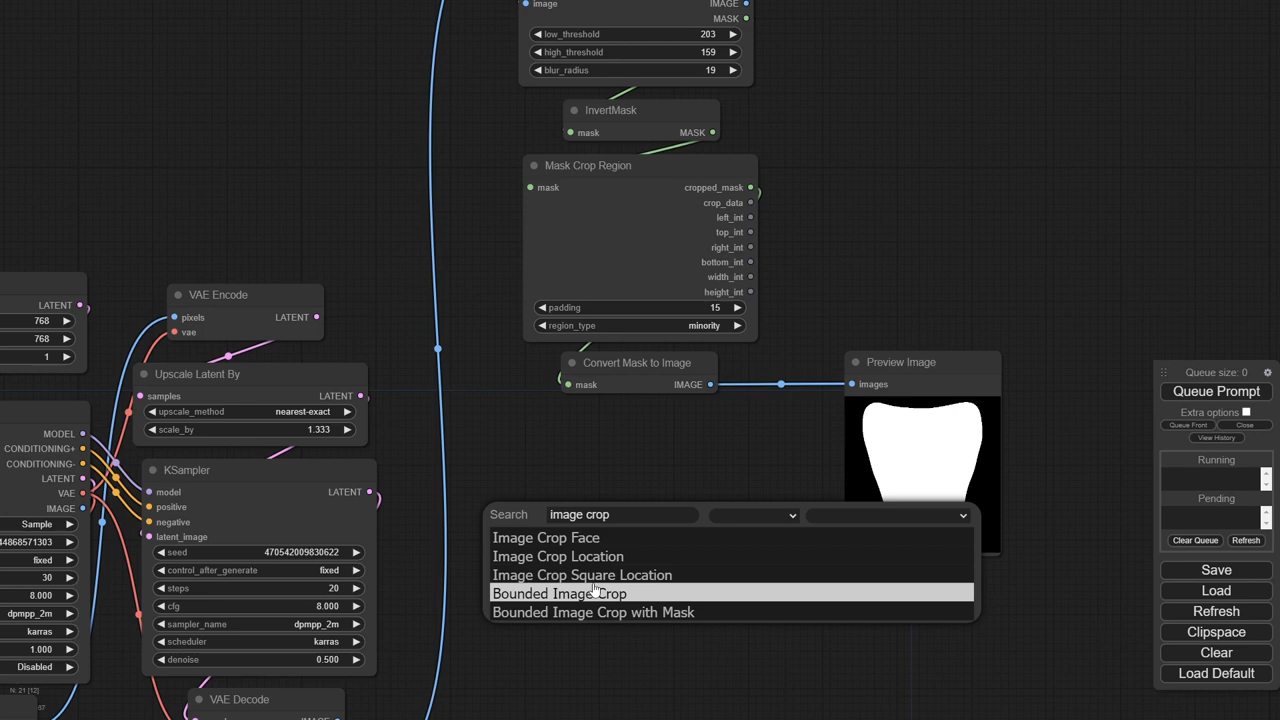 image IMAGE
MASK
low_threshold 203
high_threshold 159
blur_radius 19
InvertMask
mask MASK
Mask Crop Region
mask cropped_mask
crop_data
left_int
top_int
right_int
bottom_int
width_int
height_int
padding 15
region_type minority
Convert Mask to Image
mask IMAGE
Preview Image
images
LATENT
768
768
1
VAE Encode
pixels LATENT
vae
Upscale Latent By
samples LATENT
upscale_method nearest-exact
scale_by 1.333
MODEL
CONDITIONING+
CONDITIONING-
LATENT
VAE
IMAGE
Sample
44868571303
fixed
30
8.000
dpmpp_2m
karras
1.000
Disabled
N: 21 [12]
KSampler
model LATENT
positive
negative
latent_image
seed 470542009830622
control_after_generate fixed
steps 20
cfg 8.000
sampler_name dpmpp_2m
scheduler karras
denoise 0.500
VAE Decode
Search image crop
Image Crop Face
Image Crop Location
Image Crop Square Location
Bounded Image Crop
Bounded Image Crop with Mask
Queue size: 0
Queue Prompt
Extra options
Queue Front Close
View History
Running
Pending
Clear Queue Refresh
Save
Load
Refresh
Clipspace
Clear
Load Default